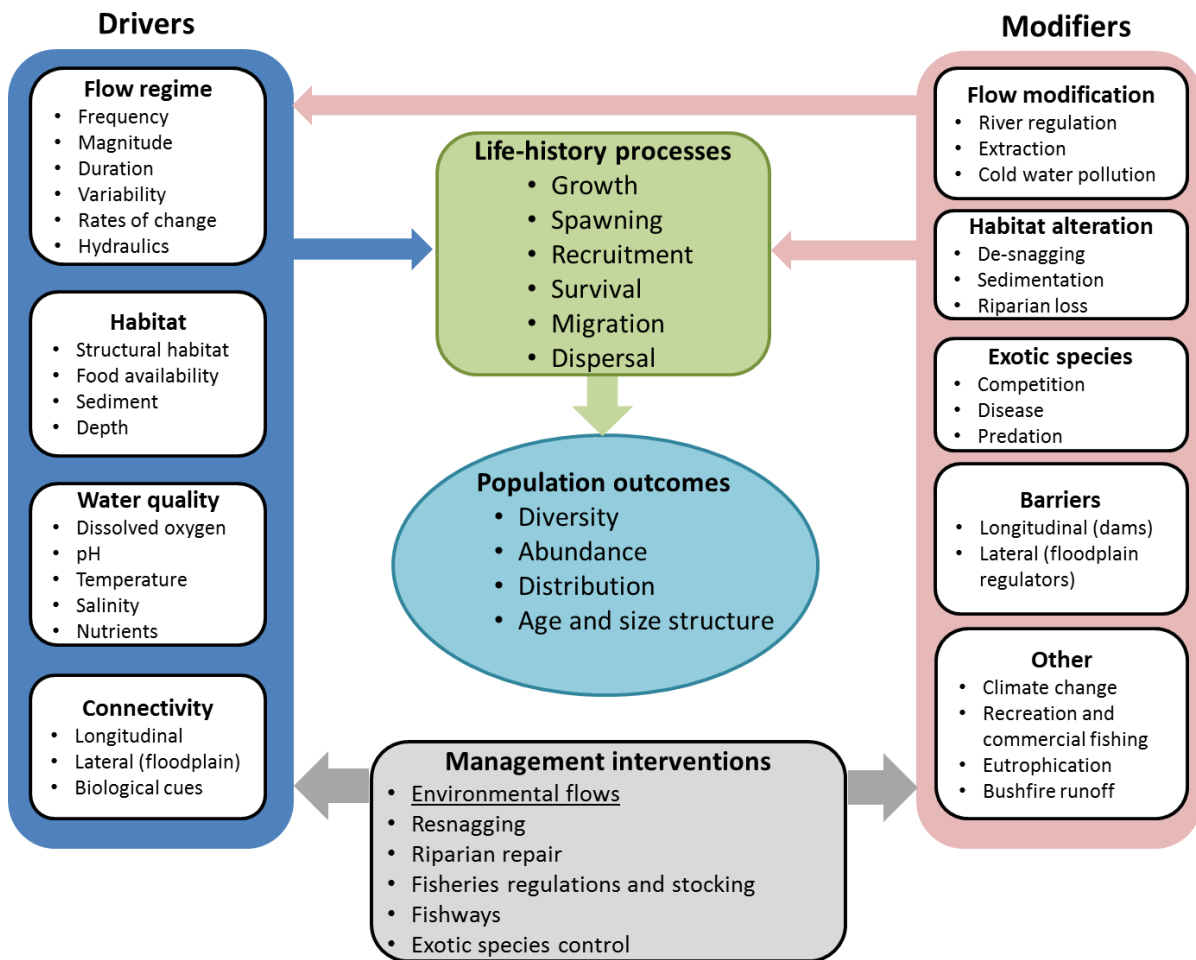 Drivers
Flow regime
• Frequency
• Magnitude
• Duration
• Variability
• Rates of change
• Hydraulics
Habitat
• Structural habitat
• Food availability
• Sediment
• Depth
Water quality
• Dissolved oxygen
• pH
• Temperature
• Salinity
• Nutrients
Connectivity
• Longitudinal
• Lateral (floodplain)
• Biological cues
Life-history processes
• Growth
• Spawning
• Recruitment
• Survival
• Migration
• Dispersal
Population outcomes
• Diversity
• Abundance
• Distribution
• Age and size structure
Management interventions
• Environmental flows
• Resnagging
• Riparian repair
• Fisheries regulations and stocking
• Fishways
• Exotic species control
Modifiers
Flow modification
• River regulation
• Extraction
• Cold water pollution
Habitat alteration
• De-snagging
• Sedimentation
• Riparian loss
Exotic species
• Competition
• Disease
• Predation
Barriers
• Longitudinal (dams)
• Lateral (floodplain
regulators)
Other
• Climate change
• Recreation and
commercial fishing
• Eutrophication
• Bushfire runoff